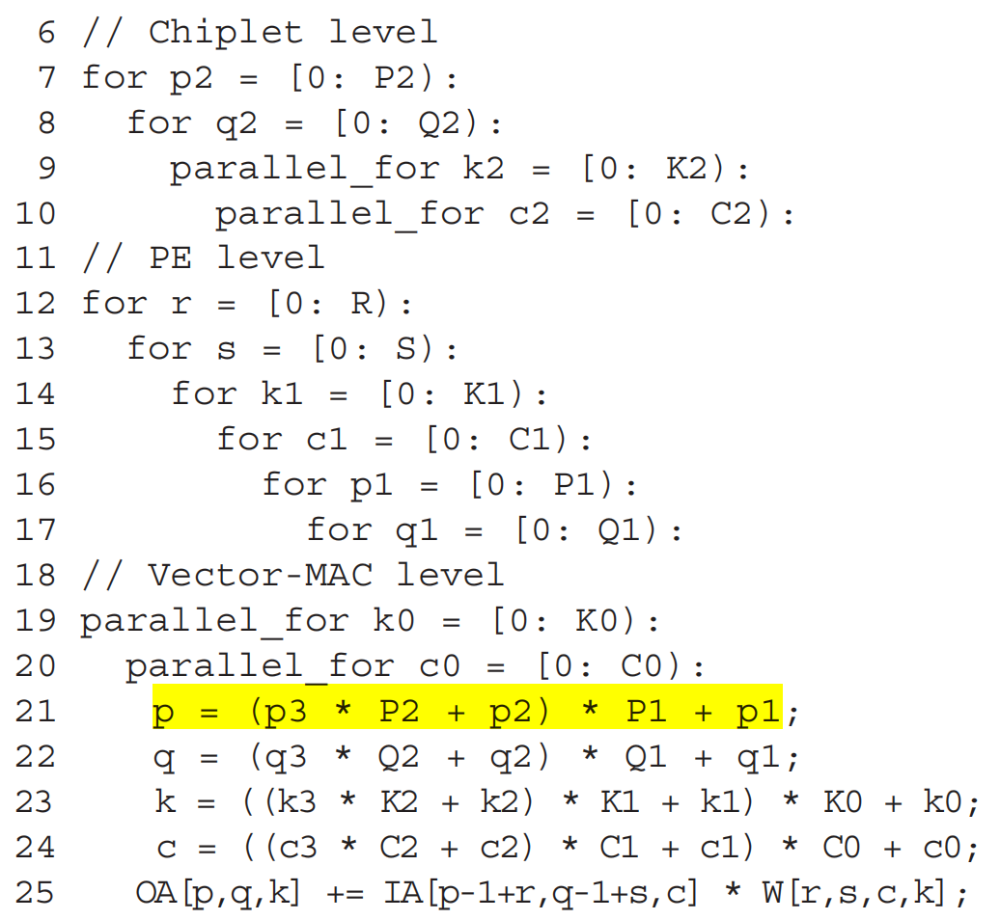 6 // Chiplet level
7 for p2 = [0: P2):
8 for q2 = [0: Q2):
9 parallel_for k2 = [0: K2):
10 parallel_for c2 = [0: C2):
11 // PE level
12 for r = [0: R):
13 for s = [0: S):
14 for k1 = [0: K1):
15 for c1 = [0: C1):
16 for p1 = [0: P1):
17 for q1 = [0: Q1):
18 // Vector-MAC level
19 parallel_for k0 = [0: K0):
20 parallel_for c0 = [0: C0):
21 p = (p3 * P2 + p2) * P1 + p1;
22 q = (q3 * Q2 + q2) * Q1 + q1;
23 k = ((k3 * K2 + k2) * K1 + k1) * K0 + k0;
24 c = ((c3 * C2 + c2) * C1 + c1) * C0 + c0;
25 OA[p,q,k] += IA[p-1+r,q-1+s,c] * W[r,s,c,k];